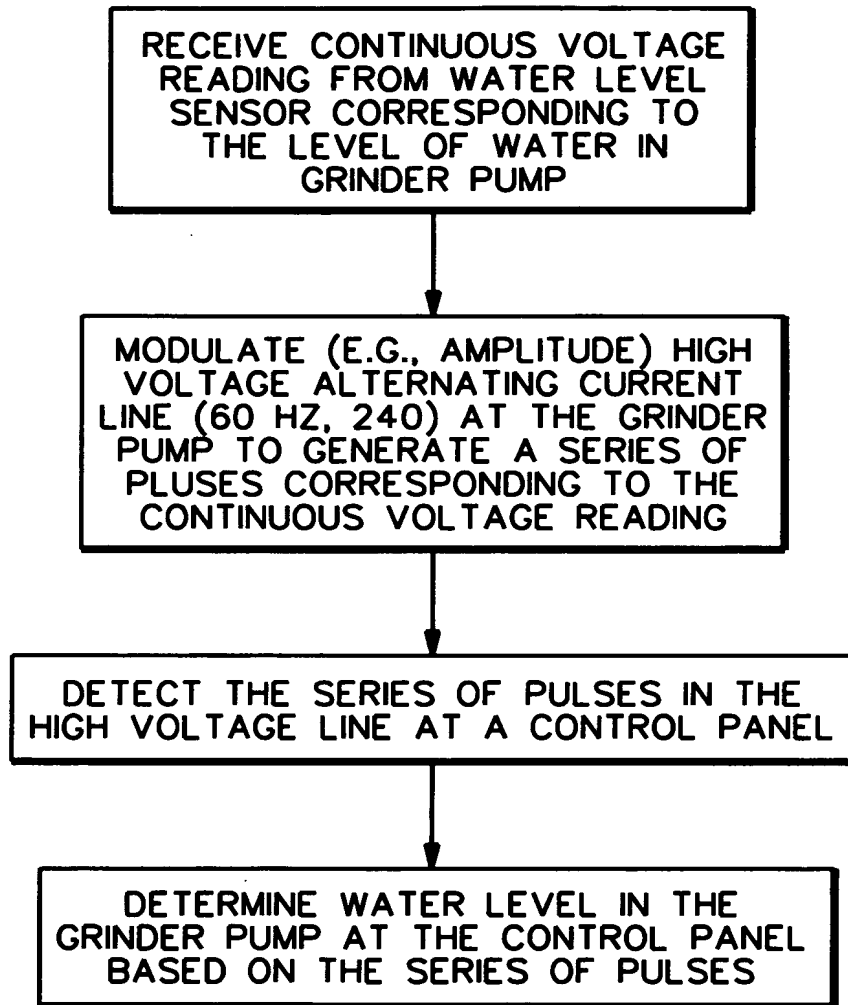 RECEIVE CONTINUOUS VOLTAGE
READING FROM WATER LEVEL
SENSOR CORRESPONDING TO
THE LEVEL OF WATER IN
GRINDER PUMP
MODULATE (E.G., AMPLITUDE) HIGH
VOLTAGE ALTERNATING CURRENT
LINE (60 HZ, 240) AT THE GRINDER
PUMP TO GENERATE A SERIES OF
PLUSES CORRESPONDING TO THE
CONTINUOUS VOLTAGE READING
DETECT THE SERIES OF PULSES IN THE
HIGH VOLTAGE LINE AT A CONTROL PANEL
DETERMINE WATER LEVEL IN THE
GRINDER PUMP AT THE CONTROL PANEL
BASED ON THE SERIES OF PULSES